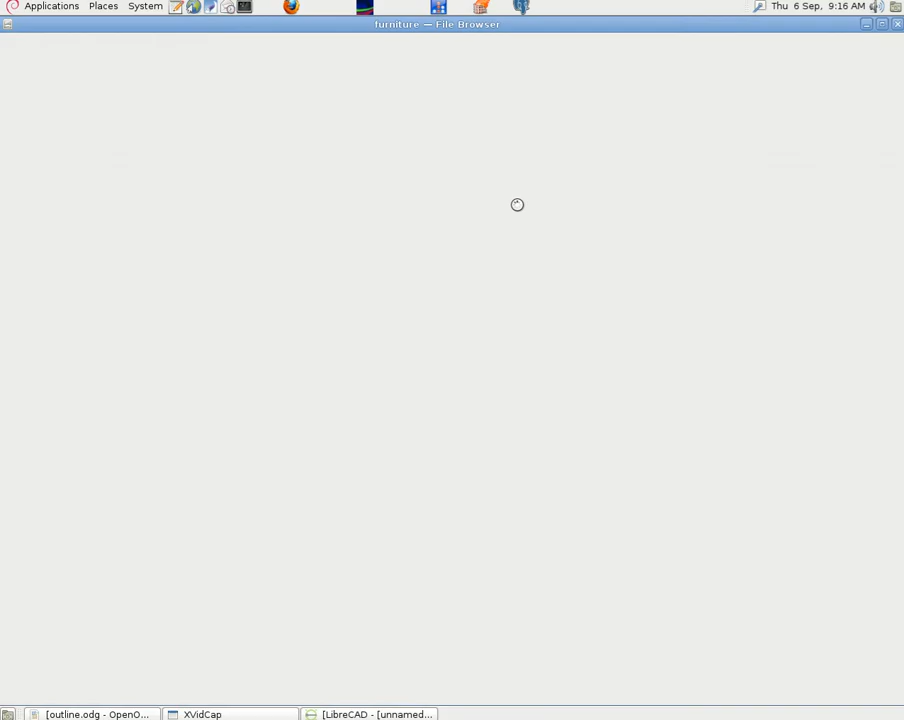 Applications Places System Thu 6 Sep, 9:16 AM
furniture — File Browser
[outline.odg - OpenO... XVidCap [LibreCAD - [unnamed...